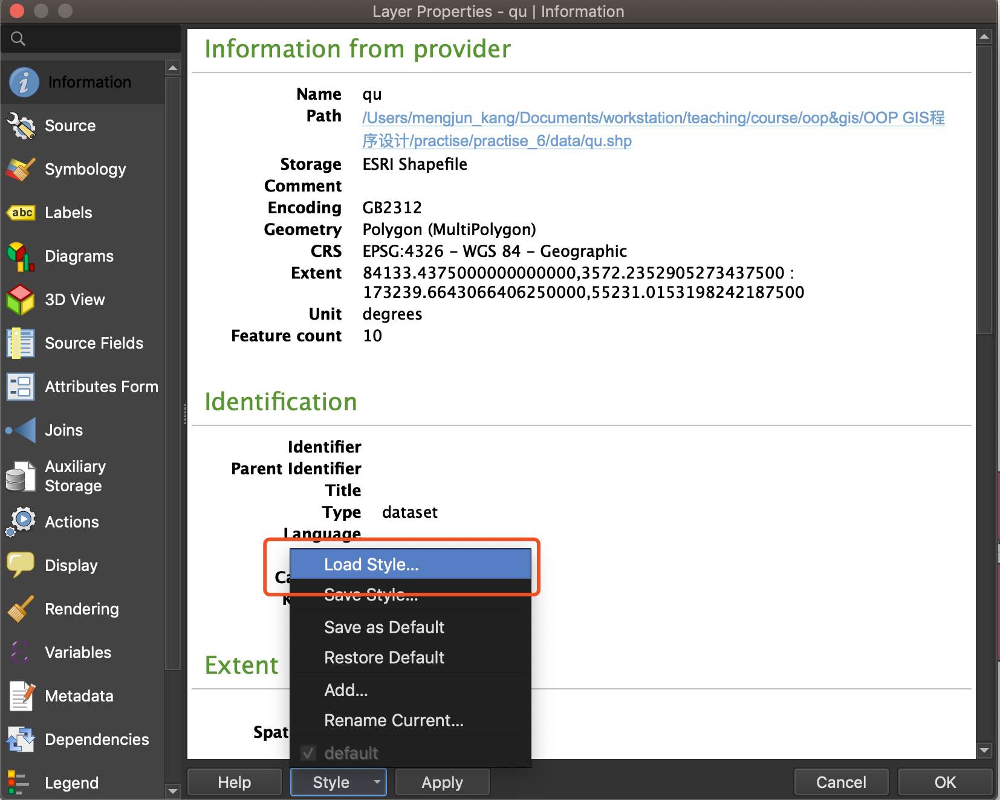 Layer Properties - qu | Information
Information
Source
Symbology
abc
Labels
Diagrams
3D View
Source Fields
Attributes Form
Joins
Auxiliary
Storage
Actions
Display
Rendering
Variables
Metadata
Dependencies
Legend
Information from provider
Name qu
Path /Users/mengjun_kang/Documents/workstation/teaching/course/oop&gis/OOP GIS程
序设计/practise/practise_6/data/qu.shp
Storage ESRI Shapefile
Comment
Encoding GB2312
Geometry Polygon (MultiPolygon)
CRS EPSG:4326 – WGS 84 – Geographic
Extent 84133.4375000000000000,3572.2352905273437500 :
173239.6643066406250000,55231.0153198242187500
Unit degrees
Feature count 10
Identification
Identifier
Parent Identifier
Title
Type dataset
Language
Load Style...
Save Style...
Save as Default
Restore Default
Add...
Rename Current...
default
Extent
Help
Style
Apply
Cancel
OK